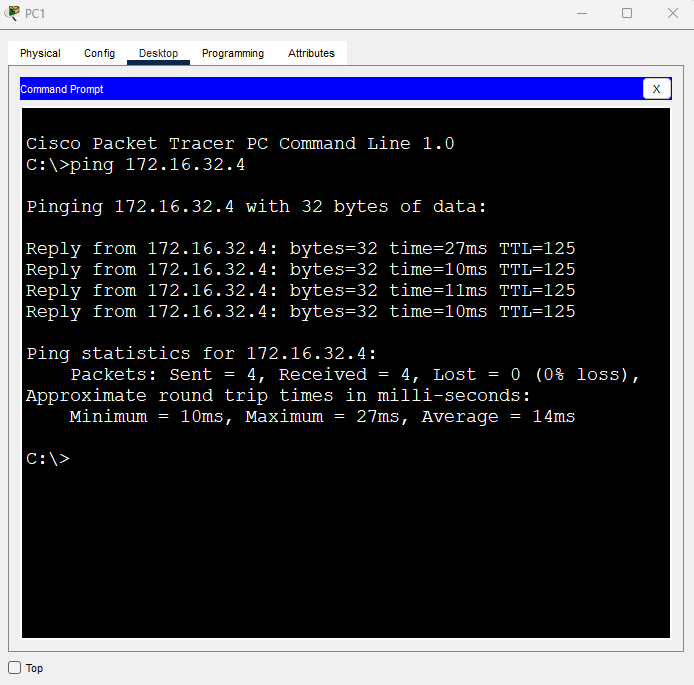 PC1
Physical Config Desktop Programming Attributes
Command Prompt X
Cisco Packet Tracer PC Command Line 1.0
C:\>ping 172.16.32.4
Pinging 172.16.32.4 with 32 bytes of data:
Reply from 172.16.32.4: bytes=32 time=27ms TTL=125
Reply from 172.16.32.4: bytes=32 time=10ms TTL=125
Reply from 172.16.32.4: bytes=32 time=11ms TTL=125
Reply from 172.16.32.4: bytes=32 time=10ms TTL=125
Ping statistics for 172.16.32.4:
    Packets: Sent = 4, Received = 4, Lost = 0 (0% loss),
Approximate round trip times in milli-seconds:
    Minimum = 10ms, Maximum = 27ms, Average = 14ms
C:\>
Top